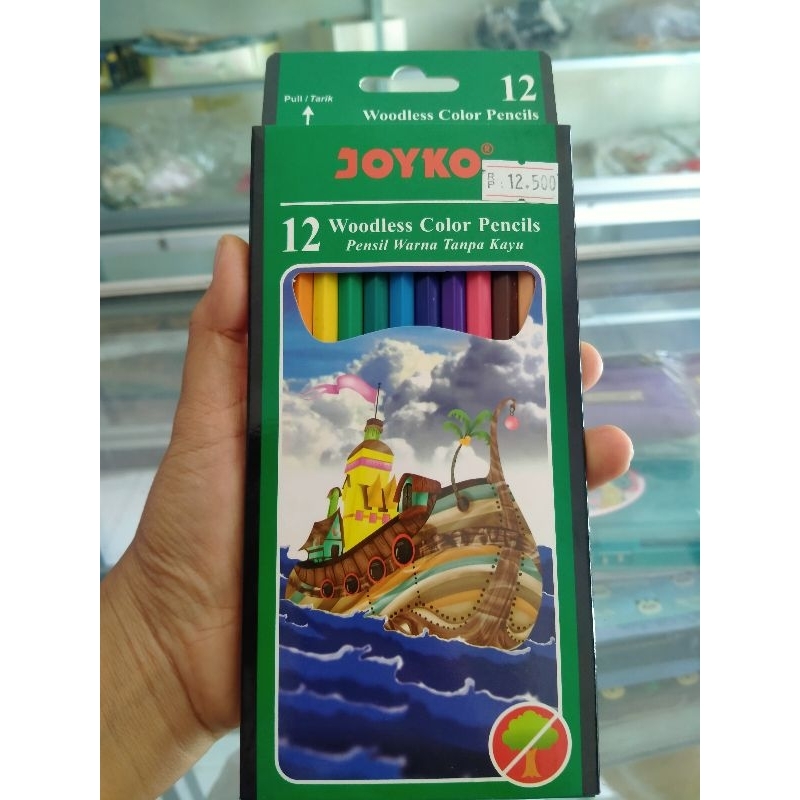 Pull / Tarik
12
Woodless Color Pencils
JOYKO®
RP: 12.500
12 Woodless Color Pencils
Pensil Warna Tanpa Kayu